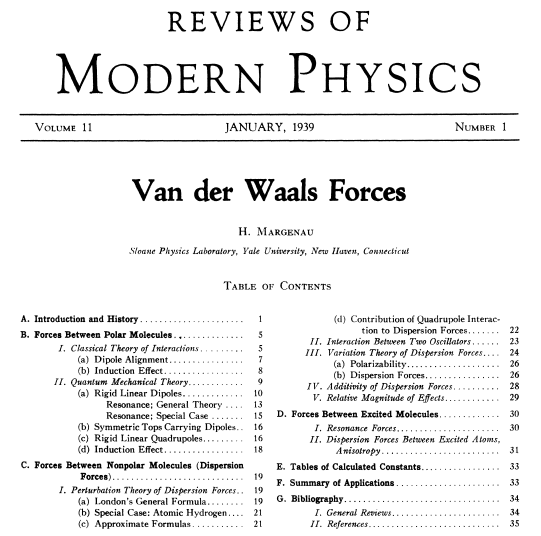 REVIEWS OF
MODERN PHYSICS
VOLUME 11 JANUARY, 1939 NUMBER 1
Van der Waals Forces
H. MARGENAU
Sloane Physics Laboratory, Yale University, New Haven, Connecticut
TABLE OF CONTENTS
A. Introduction and History . . . . . . . . . . . . . . . . . . . . . . 1
B. Forces Between Polar Molecules . . . . . . . . . . . . . . . 5
I. Classical Theory of Interactions . . . . . . . . . 5
(a) Dipole Alignment . . . . . . . . . . . . . . . . . . 7
(b) Induction Effect . . . . . . . . . . . . . . . . . . . 8
II. Quantum Mechanical Theory . . . . . . . . . . . . 9
(a) Rigid Linear Dipoles . . . . . . . . . . . . . . . 10
Resonance; General Theory . . . . 13
Resonance; Special Case . . . . . . 15
(b) Symmetric Tops Carrying Dipoles . . 16
(c) Rigid Linear Quadrupoles . . . . . . . . . . 16
(d) Induction Effect . . . . . . . . . . . . . . . . . . . 18
C. Forces Between Nonpolar Molecules (Dispersion
Forces) . . . . . . . . . . . . . . . . . . . . . . . . . . . . 19
I. Perturbation Theory of Dispersion Forces . . 19
(a) London's General Formula . . . . . . . . . 19
(b) Special Case: Atomic Hydrogen . . . . 21
(c) Approximate Formulas . . . . . . . . . . . . . 21
(d) Contribution of Quadrupole Interac-
tion to Dispersion Forces . . . . . . . 22
II. Interaction Between Two Oscillators . . . . . . 23
III. Variation Theory of Dispersion Forces . . . . 24
(a) Polarizability . . . . . . . . . . . . . . . . . . . . . 26
(b) Dispersion Forces . . . . . . . . . . . . . . . . . 26
IV. Additivity of Dispersion Forces . . . . . . . . . . 28
V. Relative Magnitude of Effects . . . . . . . . . . . . 29
D. Forces Between Excited Molecules . . . . . . . . . . . . 30
I. Resonance Forces . . . . . . . . . . . . . . . . . . . . . 30
II. Dispersion Forces Between Excited Atoms,
Anisotropy . . . . . . . . . . . . . . . . . . . . . . . . 31
E. Tables of Calculated Constants . . . . . . . . . . . . . . . 33
F. Summary of Applications . . . . . . . . . . . . . . . . . . . . 33
G. Bibliography . . . . . . . . . . . . . . . . . . . . . . . . . . . . . . 34
I. General Reviews . . . . . . . . . . . . . . . . . . . . . . 34
II. References . . . . . . . . . . . . . . . . . . . . . . . . . . . 35